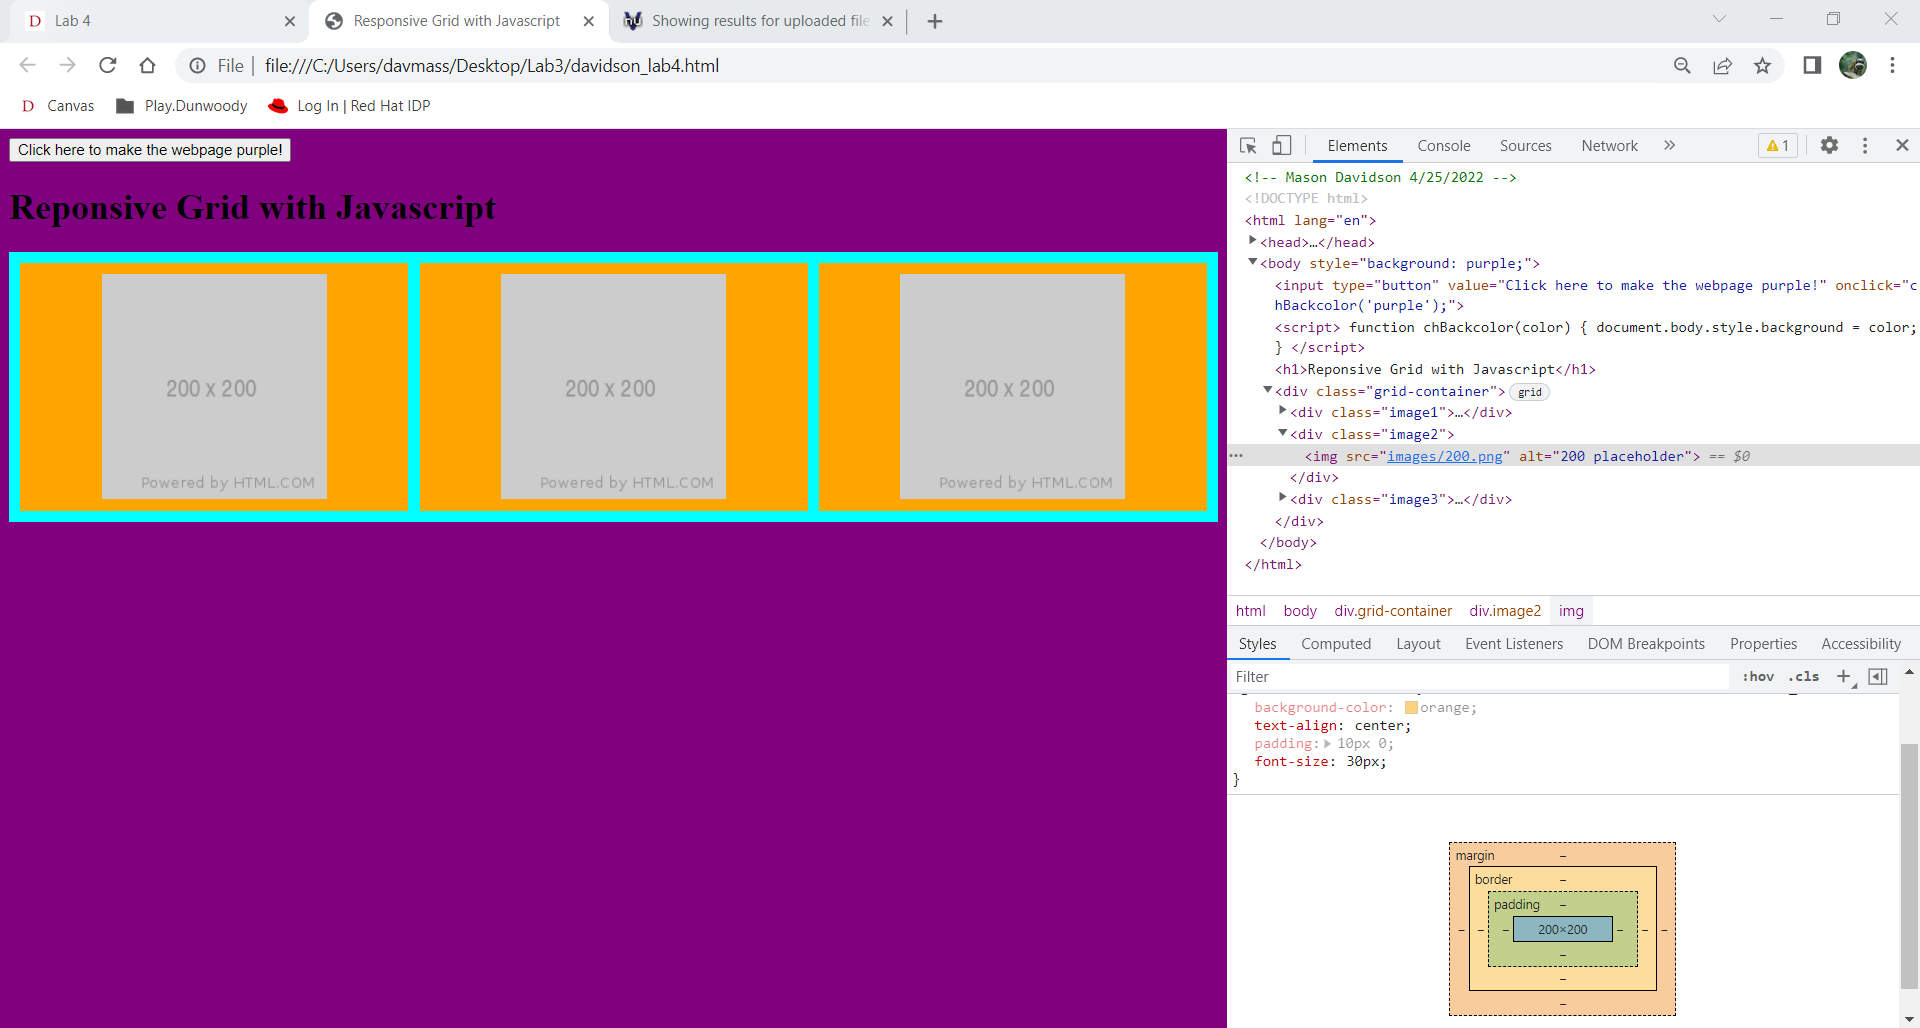 Lab 4
Responsive Grid with Javascript
Showing results for uploaded file
File | file:///C:/Users/davmass/Desktop/Lab3/davidson_lab4.html
Canvas
Play.Dunwoody
Log In | Red Hat IDP
Click here to make the webpage purple!
Reponsive Grid with Javascript
200 x 200
Powered by HTML.COM
200 x 200
Powered by HTML.COM
200 x 200
Powered by HTML.COM
Elements Console Sources Network » 1
<!-- Mason Davidson 4/25/2022 -->
<!DOCTYPE html>
<html lang="en">
<head>…</head>
<body style="background: purple;">
<input type="button" value="Click here to make the webpage purple!" onclick="c
hBackcolor('purple');">
<script> function chBackcolor(color) { document.body.style.background = color;
} </script>
<h1>Reponsive Grid with Javascript</h1>
<div class="grid-container"> grid
<div class="image1">…</div>
<div class="image2">
<img src="images/200.png" alt="200 placeholder"> == $0
</div>
<div class="image3">…</div>
</div>
</body>
</html>
html body div.grid-container div.image2 img
Styles Computed Layout Event Listeners DOM Breakpoints Properties Accessibility
Filter :hov .cls +
background-color: orange;
text-align: center;
padding: 10px 0;
font-size: 30px;
}
margin –
border –
padding –
– – – 200×200 – – –
–
–
–